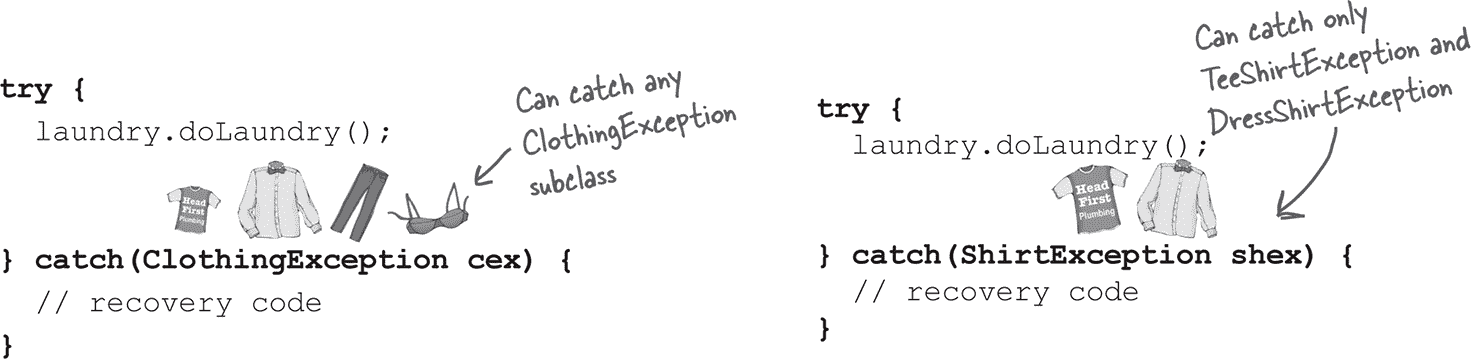 try {
laundry.doLaundry();
Can catch any
ClothingException
subclass
Head
First
Plumbing
} catch(ClothingException cex) {
// recovery code
}
Can catch only
TeeShirtException and
DressShirtException
try {
laundry.doLaundry();
Head
First
Plumbing
} catch(ShirtException shex) {
// recovery code
}